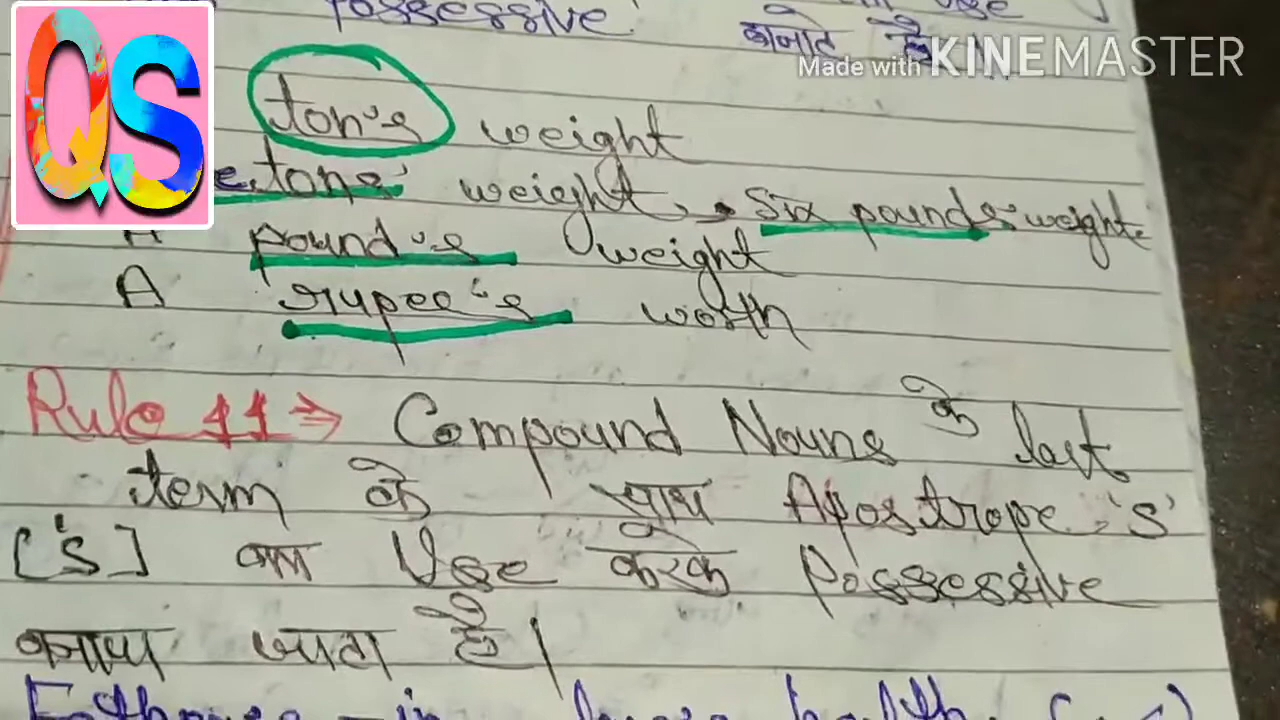 Possessive बनाते हैं
Made with KINEMASTER
QS
ton's weight
e tons' weight, six pounds' weight
A pound's weight
A rupee's worth
Rule 11 ⇒ Compound Nouns के last
term के साथ Apostrope 's'
['s] का Use करके Possessive
बनाया जाता है।